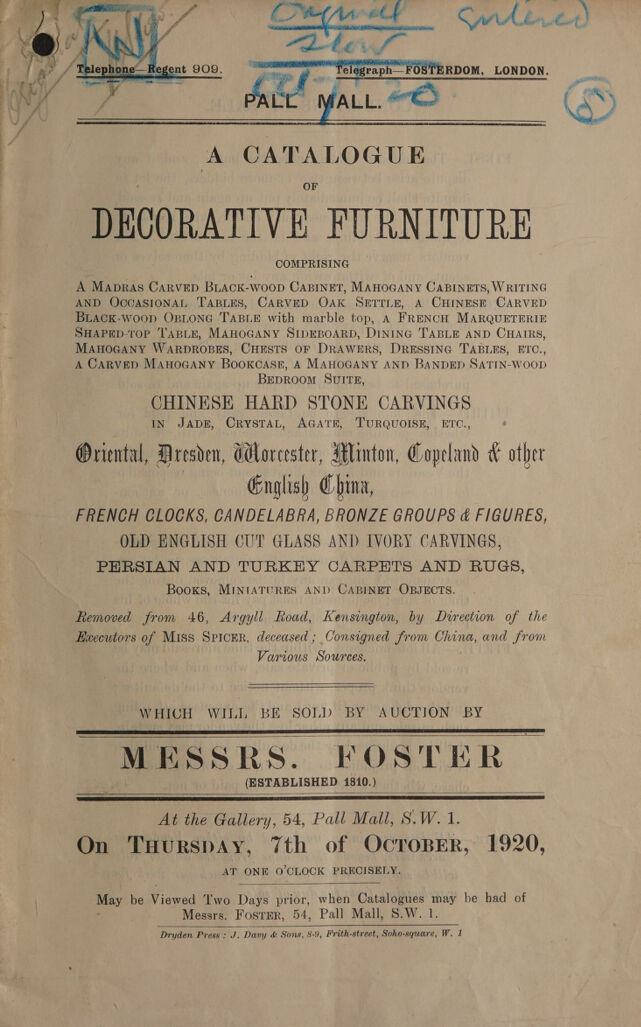 Original Entered
Slow
Telephone—Regent 909. Telegraph—FOSTERDOM, LONDON.
Oct 7 20
PALL MALL.
A CATALOGUE
OF
DECORATIVE FURNITURE
COMPRISING
A MADRAS CARVED BLACK-WOOD CABINET, MAHOGANY CABINETS, WRITING
AND OCCASIONAL TABLES, CARVED OAK SETTLE, A CHINESE CARVED
BLACK-WOOD OBLONG TABLE with marble top, A FRENCH MARQUETERIE
SHAPED-TOP TABLE, MAHOGANY SIDEBOARD, DINING TABLE AND CHAIRS,
MAHOGANY WARDROBES, CHESTS OF DRAWERS, DRESSING TABLES, ETC.,
A CARVED MAHOGANY BOOKCASE, A MAHOGANY AND BANDED SATIN-WOOD
BEDROOM SUITE,
CHINESE HARD STONE CARVINGS
IN JADE, CRYSTAL, AGATE, TURQUOISE, ETC.,
Oriental, Dresden, Worcester, Minton, Copeland & other
English China,
FRENCH CLOCKS, CANDELABRA, BRONZE GROUPS & FIGURES,
OLD ENGLISH CUT GLASS AND IVORY CARVINGS,
PERSIAN AND TURKEY CARPETS AND RUGS,
BOOKS, MINIATURES AND CABINET OBJECTS.
Removed from 46, Argyll Road, Kensington, by Direction of the
Executors of MISS SPICER, deceased; Consigned from China, and from
Various Sources.
WHICH WILL BE SOLD BY AUCTION BY
MESSRS. FOSTER
(ESTABLISHED 1810.)
At the Gallery, 54, Pall Mall, S.W. 1.
On THURSDAY, 7th of OCTOBER, 1920,
AT ONE O'CLOCK PRECISELY.
May be Viewed Two Days prior, when Catalogues may be had of
Messrs. FOSTER, 54, Pall Mall, S.W. 1.
Dryden Press: J. Davy & Sons, 8-9, Frith-street, Soho-square, W. 1